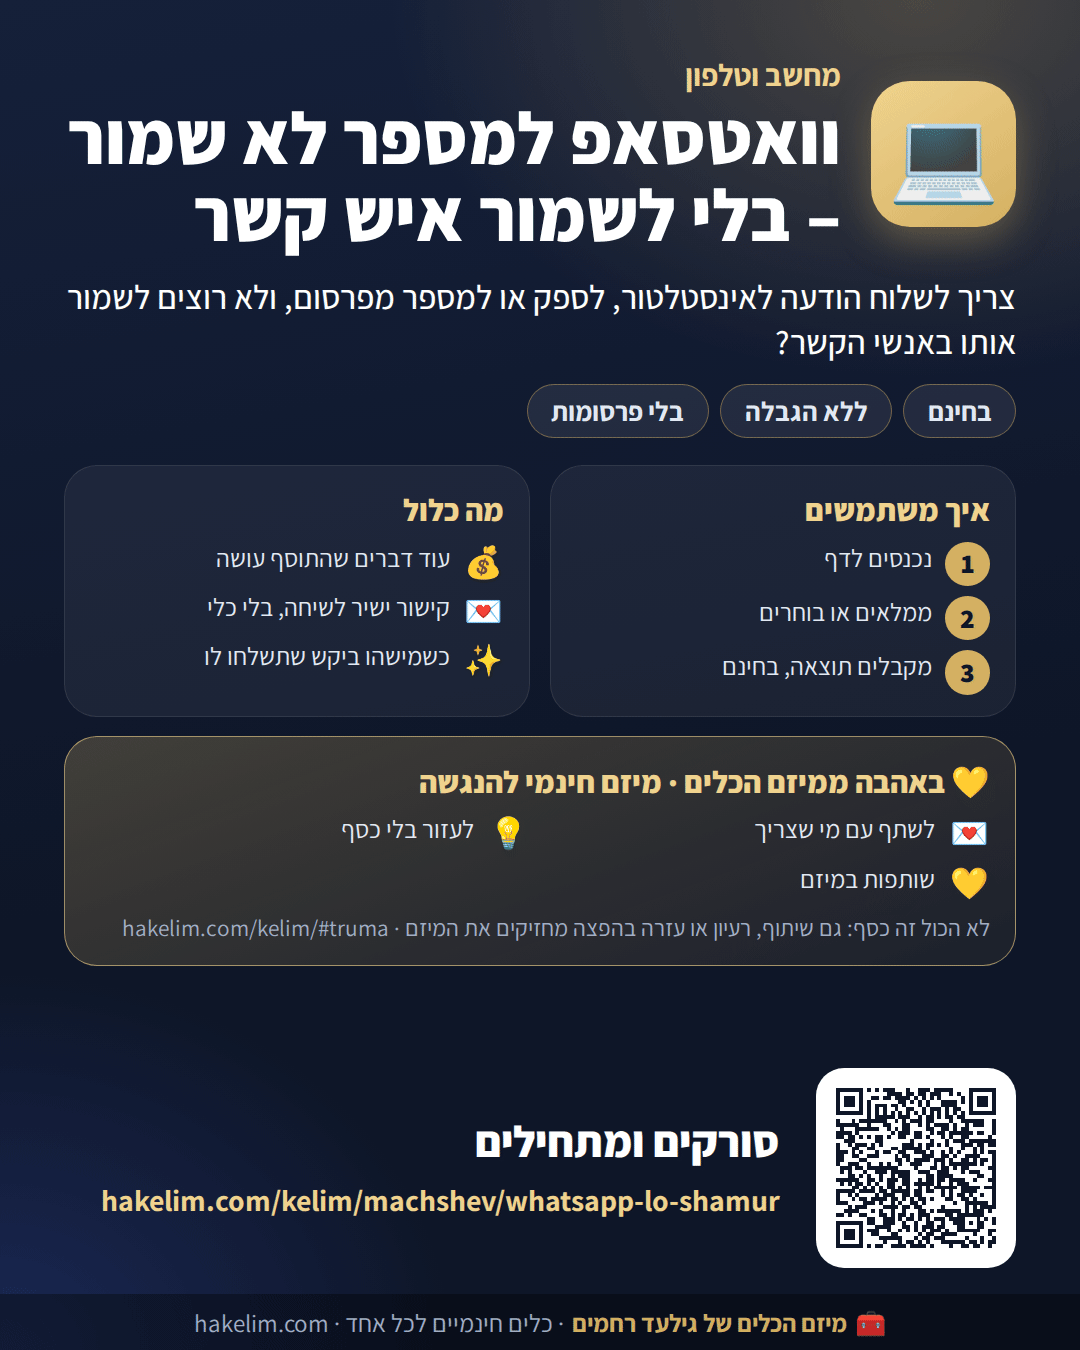 מחשב וטלפון
וואטסאפ למספר לא שמור
– בלי לשמור איש קשר
צריך לשלוח הודעה לאינסטלטור, לספק או למספר מפרסום, ולא רוצים לשמור
אותו באנשי הקשר?
בחינם
ללא הגבלה
בלי פרסומות
איך משתמשים
1 נכנסים לדף
2 ממלאים או בוחרים
3 מקבלים תוצאה, בחינם
מה כלול
עוד דברים שהתוסף עושה
קישור ישיר לשיחה, בלי כלי
כשמישהו ביקש שתשלחו לו
באהבה ממיזם הכלים · מיזם חינמי להנגשה
לשתף עם מי שצריך
לעזור בלי כסף
שותפות במיזם
לא הכול זה כסף: גם שיתוף, רעיון או עזרה בהפצה מחזיקים את המיזם · hakelim.com/kelim/#truma
סורקים ומתחילים
hakelim.com/kelim/machshev/whatsapp-lo-shamur
מיזם הכלים של גילעד רחמים · כלים חינמיים לכל אחד · hakelim.com